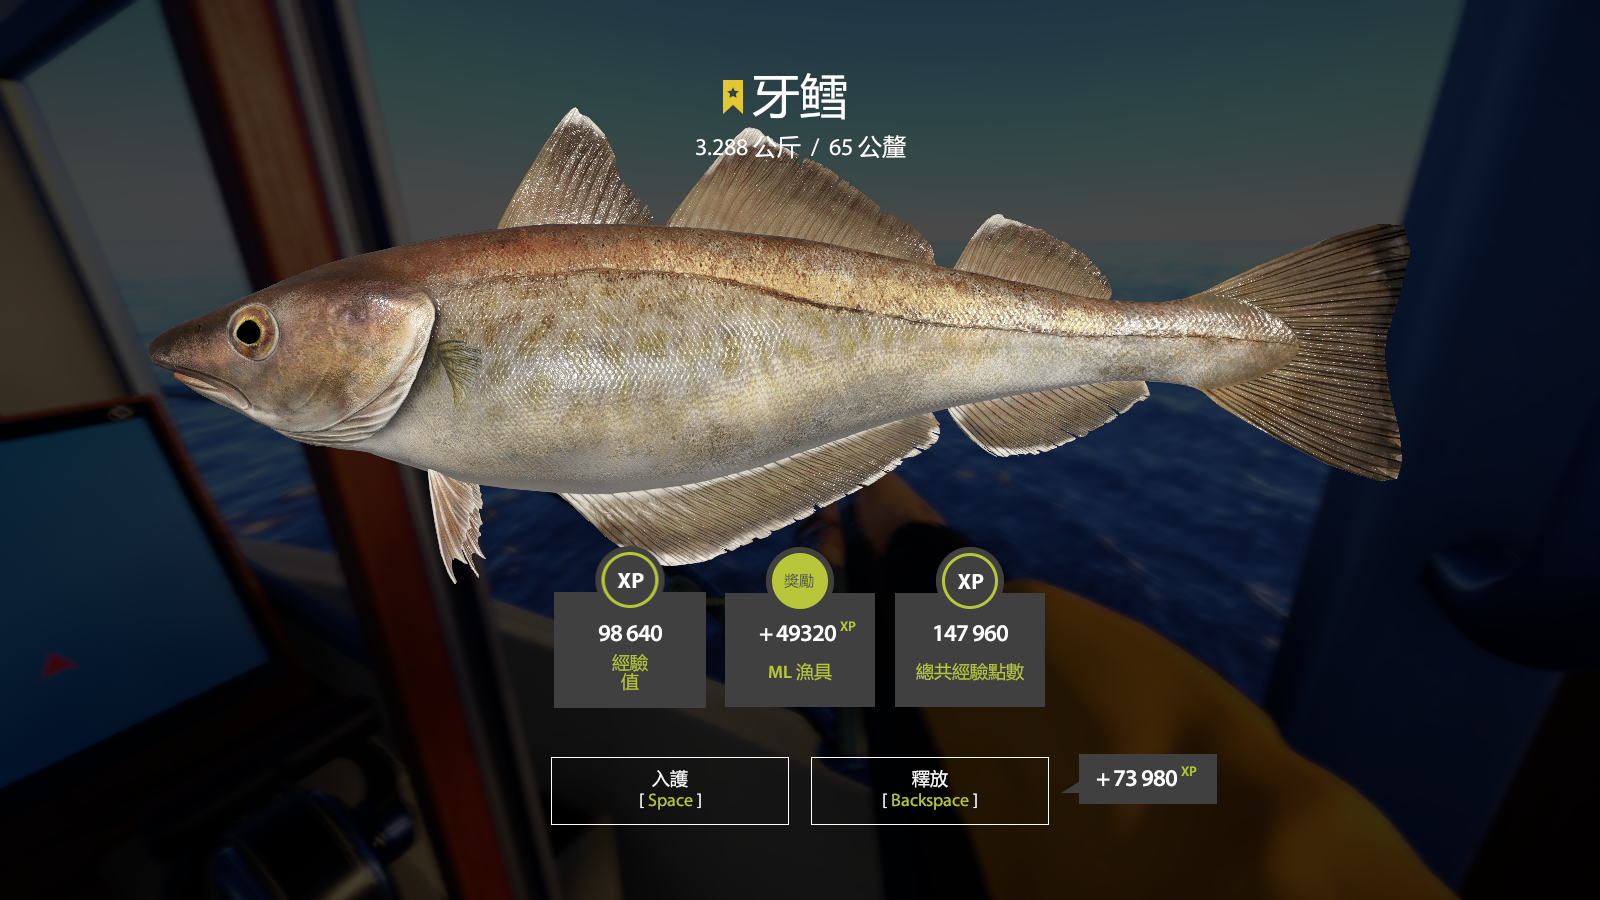 牙鳕
3.288 公斤 / 65 公釐
XP
98 640
經驗
值
獎勵
+49320 XP
ML 漁具
XP
147 960
總共經驗點數
入護
[ Space ]
釋放
[ Backspace ]
+73 980 XP